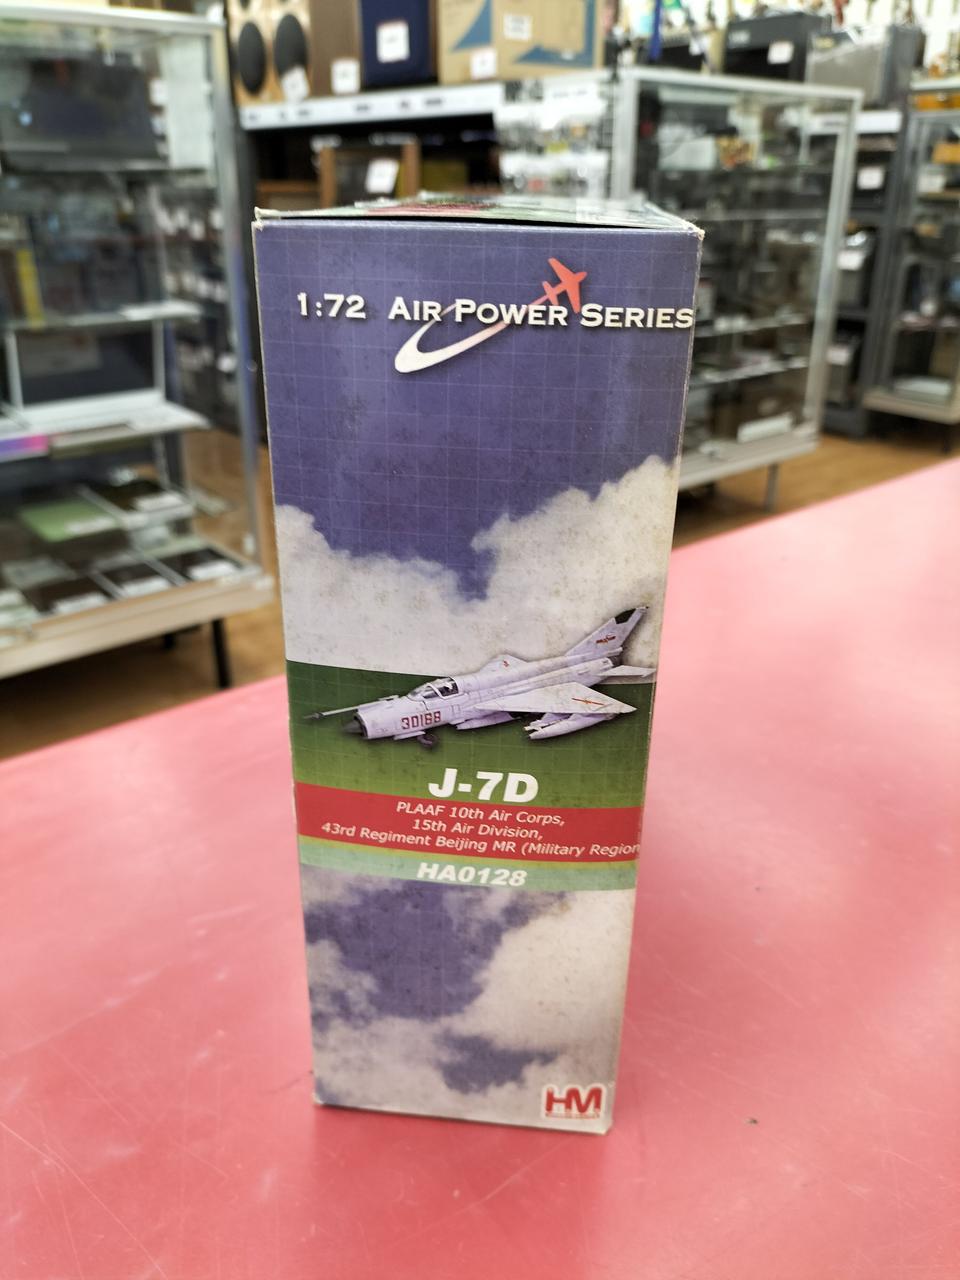 1:72 AIR POWER SERIES
30168
J-7D
PLAAF 10th Air Corps,
15th Air Division,
43rd Regiment Beijing MR (Military Region
HA0128
HM